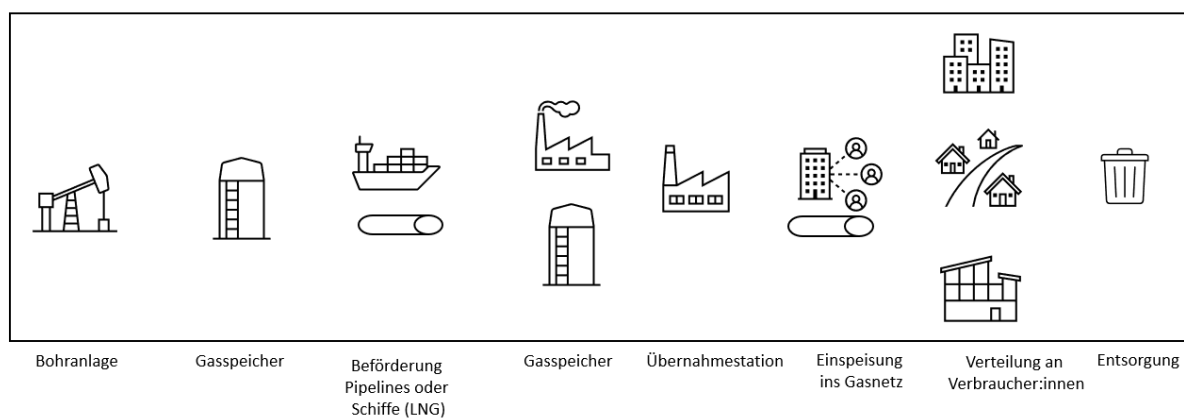 Bohranlage
Gasspeicher
Beförderung
Pipelines oder
Schiffe (LNG)
Gasspeicher
Übernahmestation
Einspeisung
ins Gasnetz
Verteilung an
Verbraucher:innen
Entsorgung